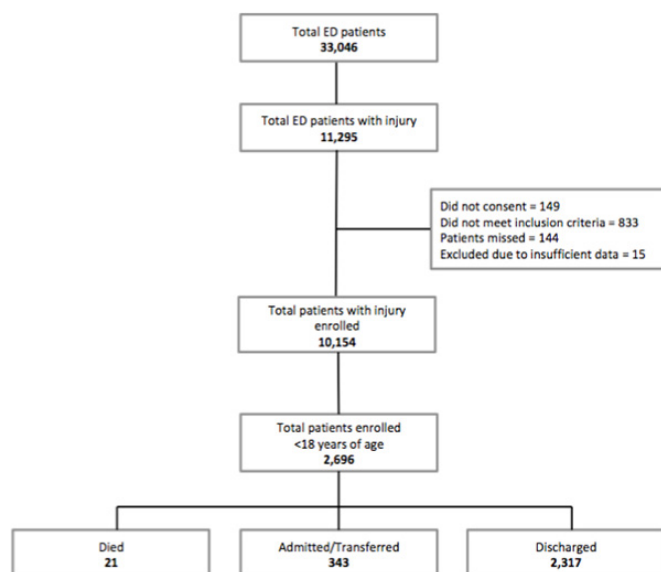 Total ED patients
33,046
Total ED patients with injury
11,295
Did not consent = 149
Did not meet inclusion criteria = 833
Patients missed = 144
Excluded due to insufficient data = 15
Total patients with injury
enrolled
10,154
Total patients enrolled
<18 years of age
2,696
Died
21
Admitted/Transferred
343
Discharged
2,317